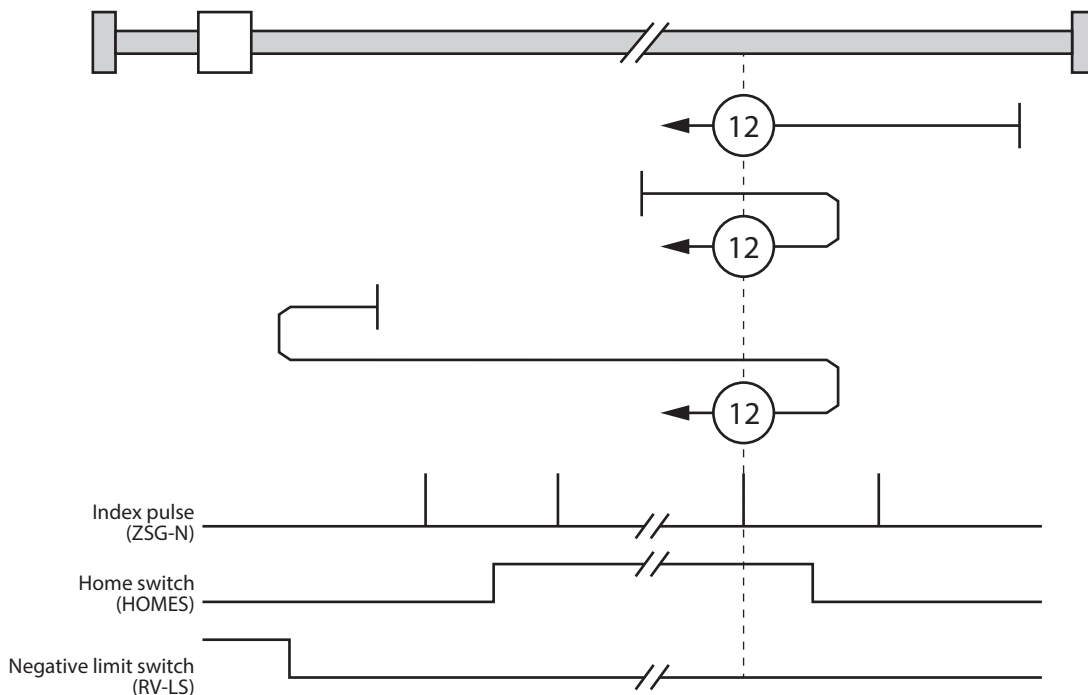 12
12
12
Index pulse
(ZSG-N)
Home switch
(HOMES)
Negative limit switch
(RV-LS)